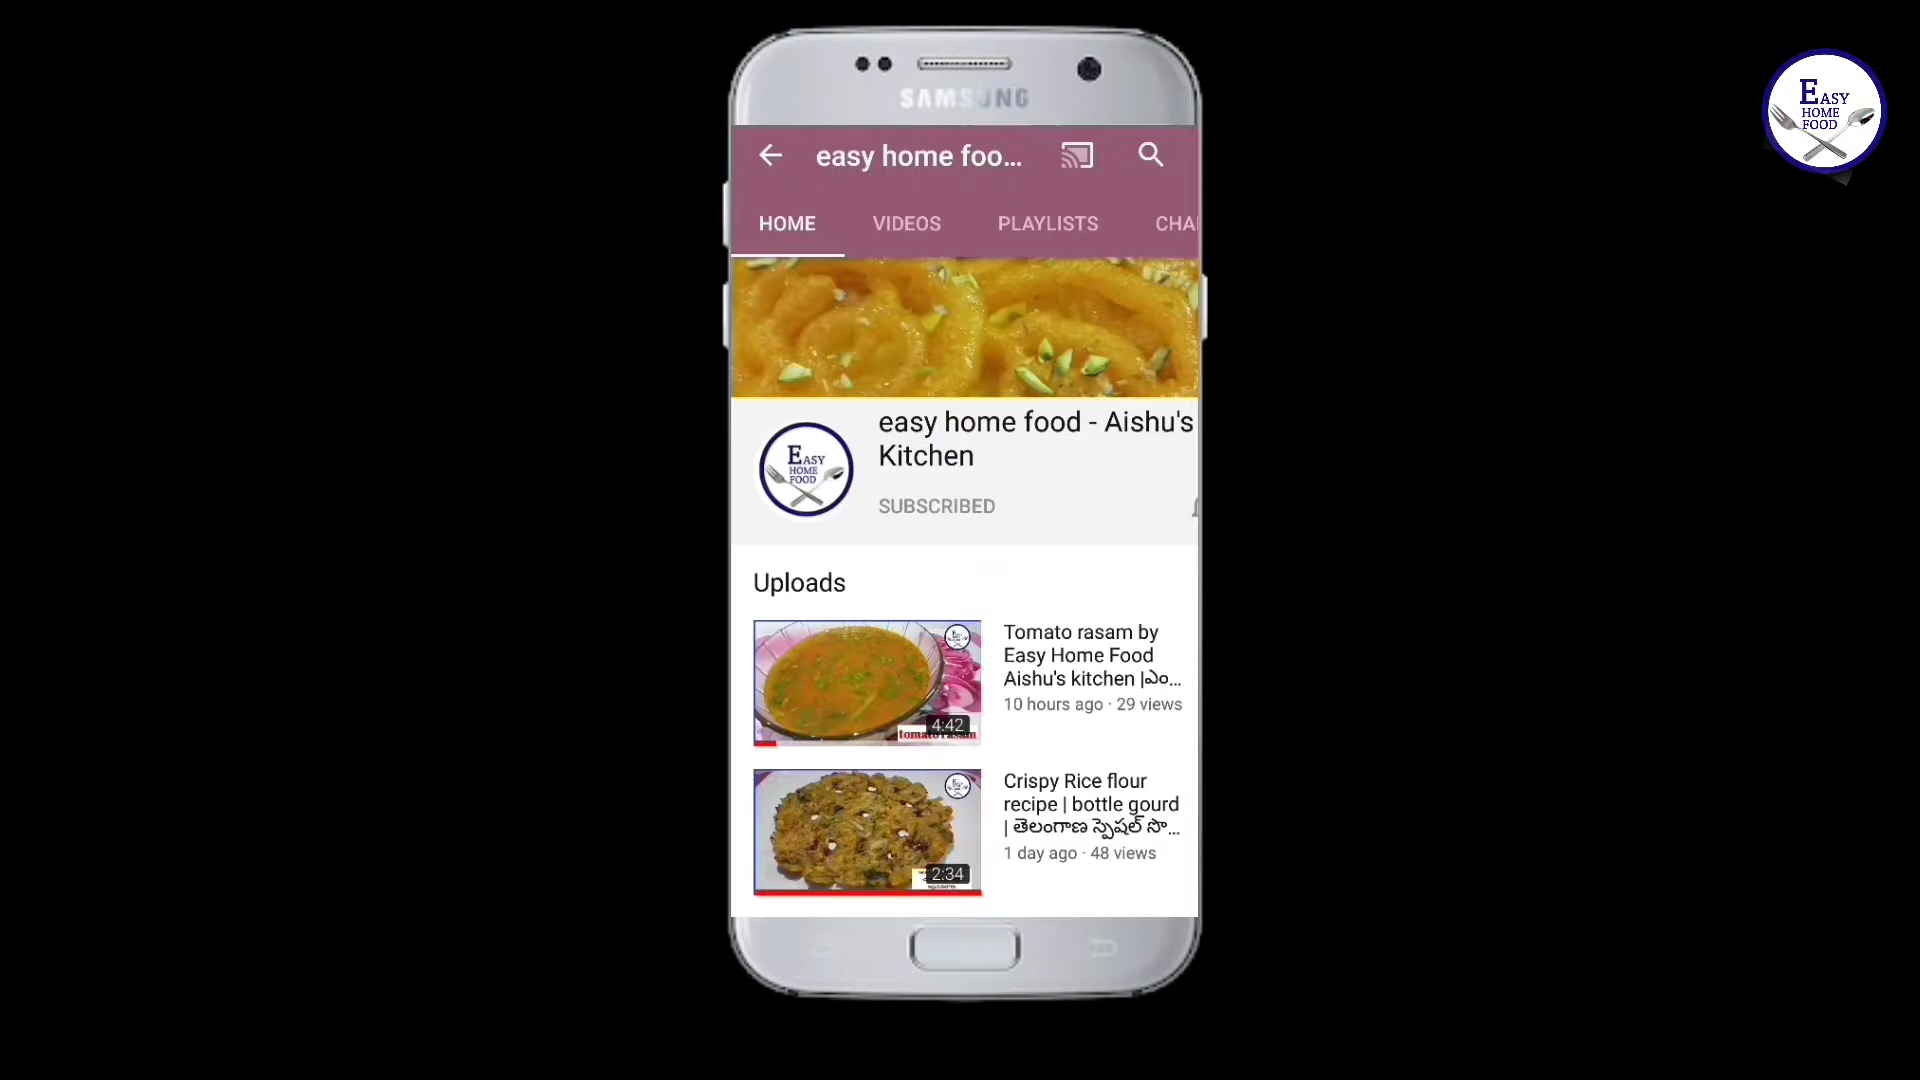 SAMSUNG
easy home foo...
HOME VIDEOS PLAYLISTS CHA
easy home food - Aishu's
Kitchen
SUBSCRIBED
EASY
HOME
FOOD
Uploads
Tomato rasam by
Easy Home Food
Aishu's kitchen |ఎం...
10 hours ago · 29 views
4:42
tomato rasam
Crispy Rice flour
recipe | bottle gourd
| తెలంగాణ స్పెషల్ సొ...
1 day ago · 48 views
2:34
EASY
HOME
FOOD